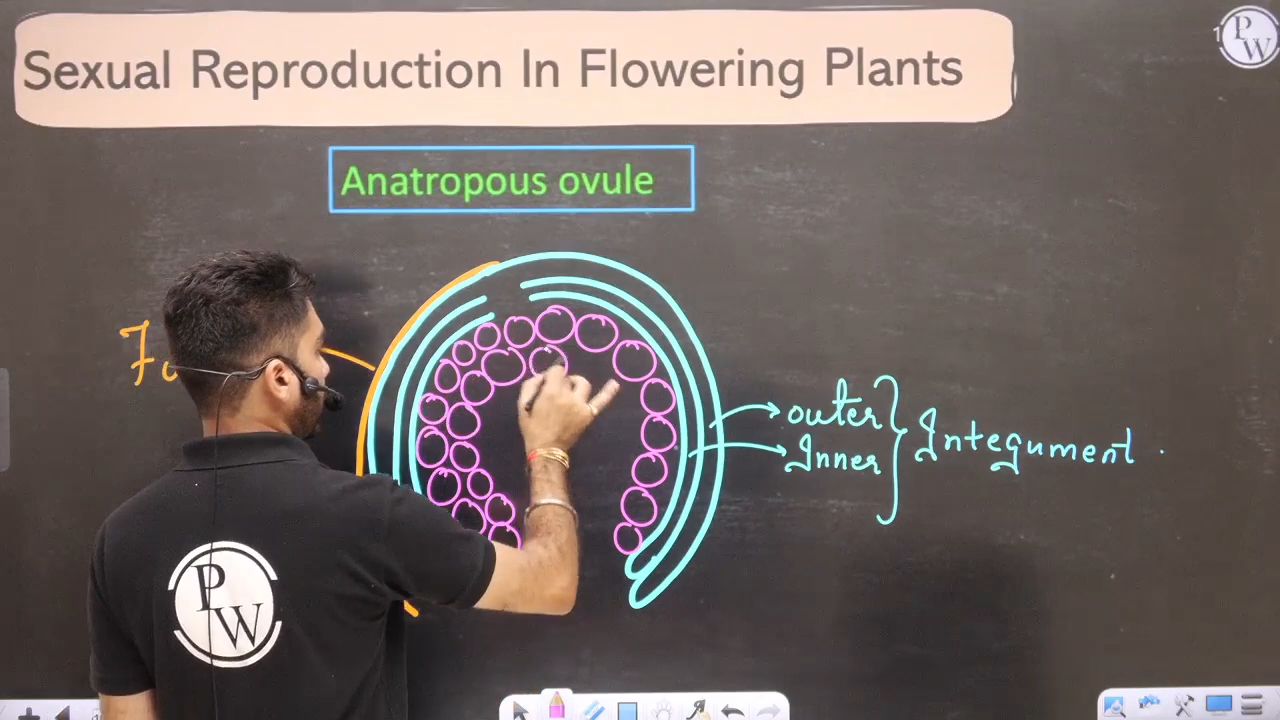 Sexual Reproduction In Flowering Plants
PW
Anatropous ovule
outer
Inner
Integument
PW